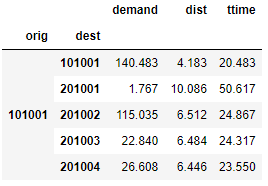 demand dist ttime
orig dest
101001 140.483 4.183 20.483
201001 1.767 10.086 50.617
101001 201002 115.035 6.512 24.867
201003 22.840 6.484 24.317
201004 26.608 6.446 23.550